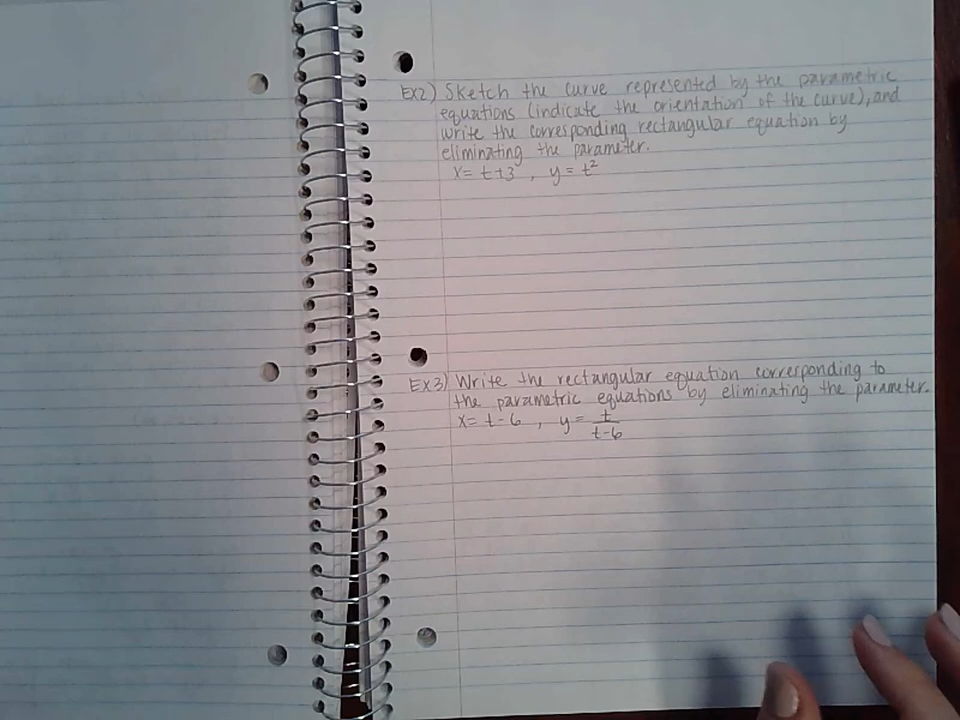 Ex2) Sketch the curve represented by the parametric
equations (indicate the orientation of the curve), and
write the corresponding rectangular equation by
eliminating the parameter.
x = t+3 , y = t²
Ex3) Write the rectangular equation corresponding to
the parametric equations by eliminating the parameter.
x = t-6 , y = t/(t-6)